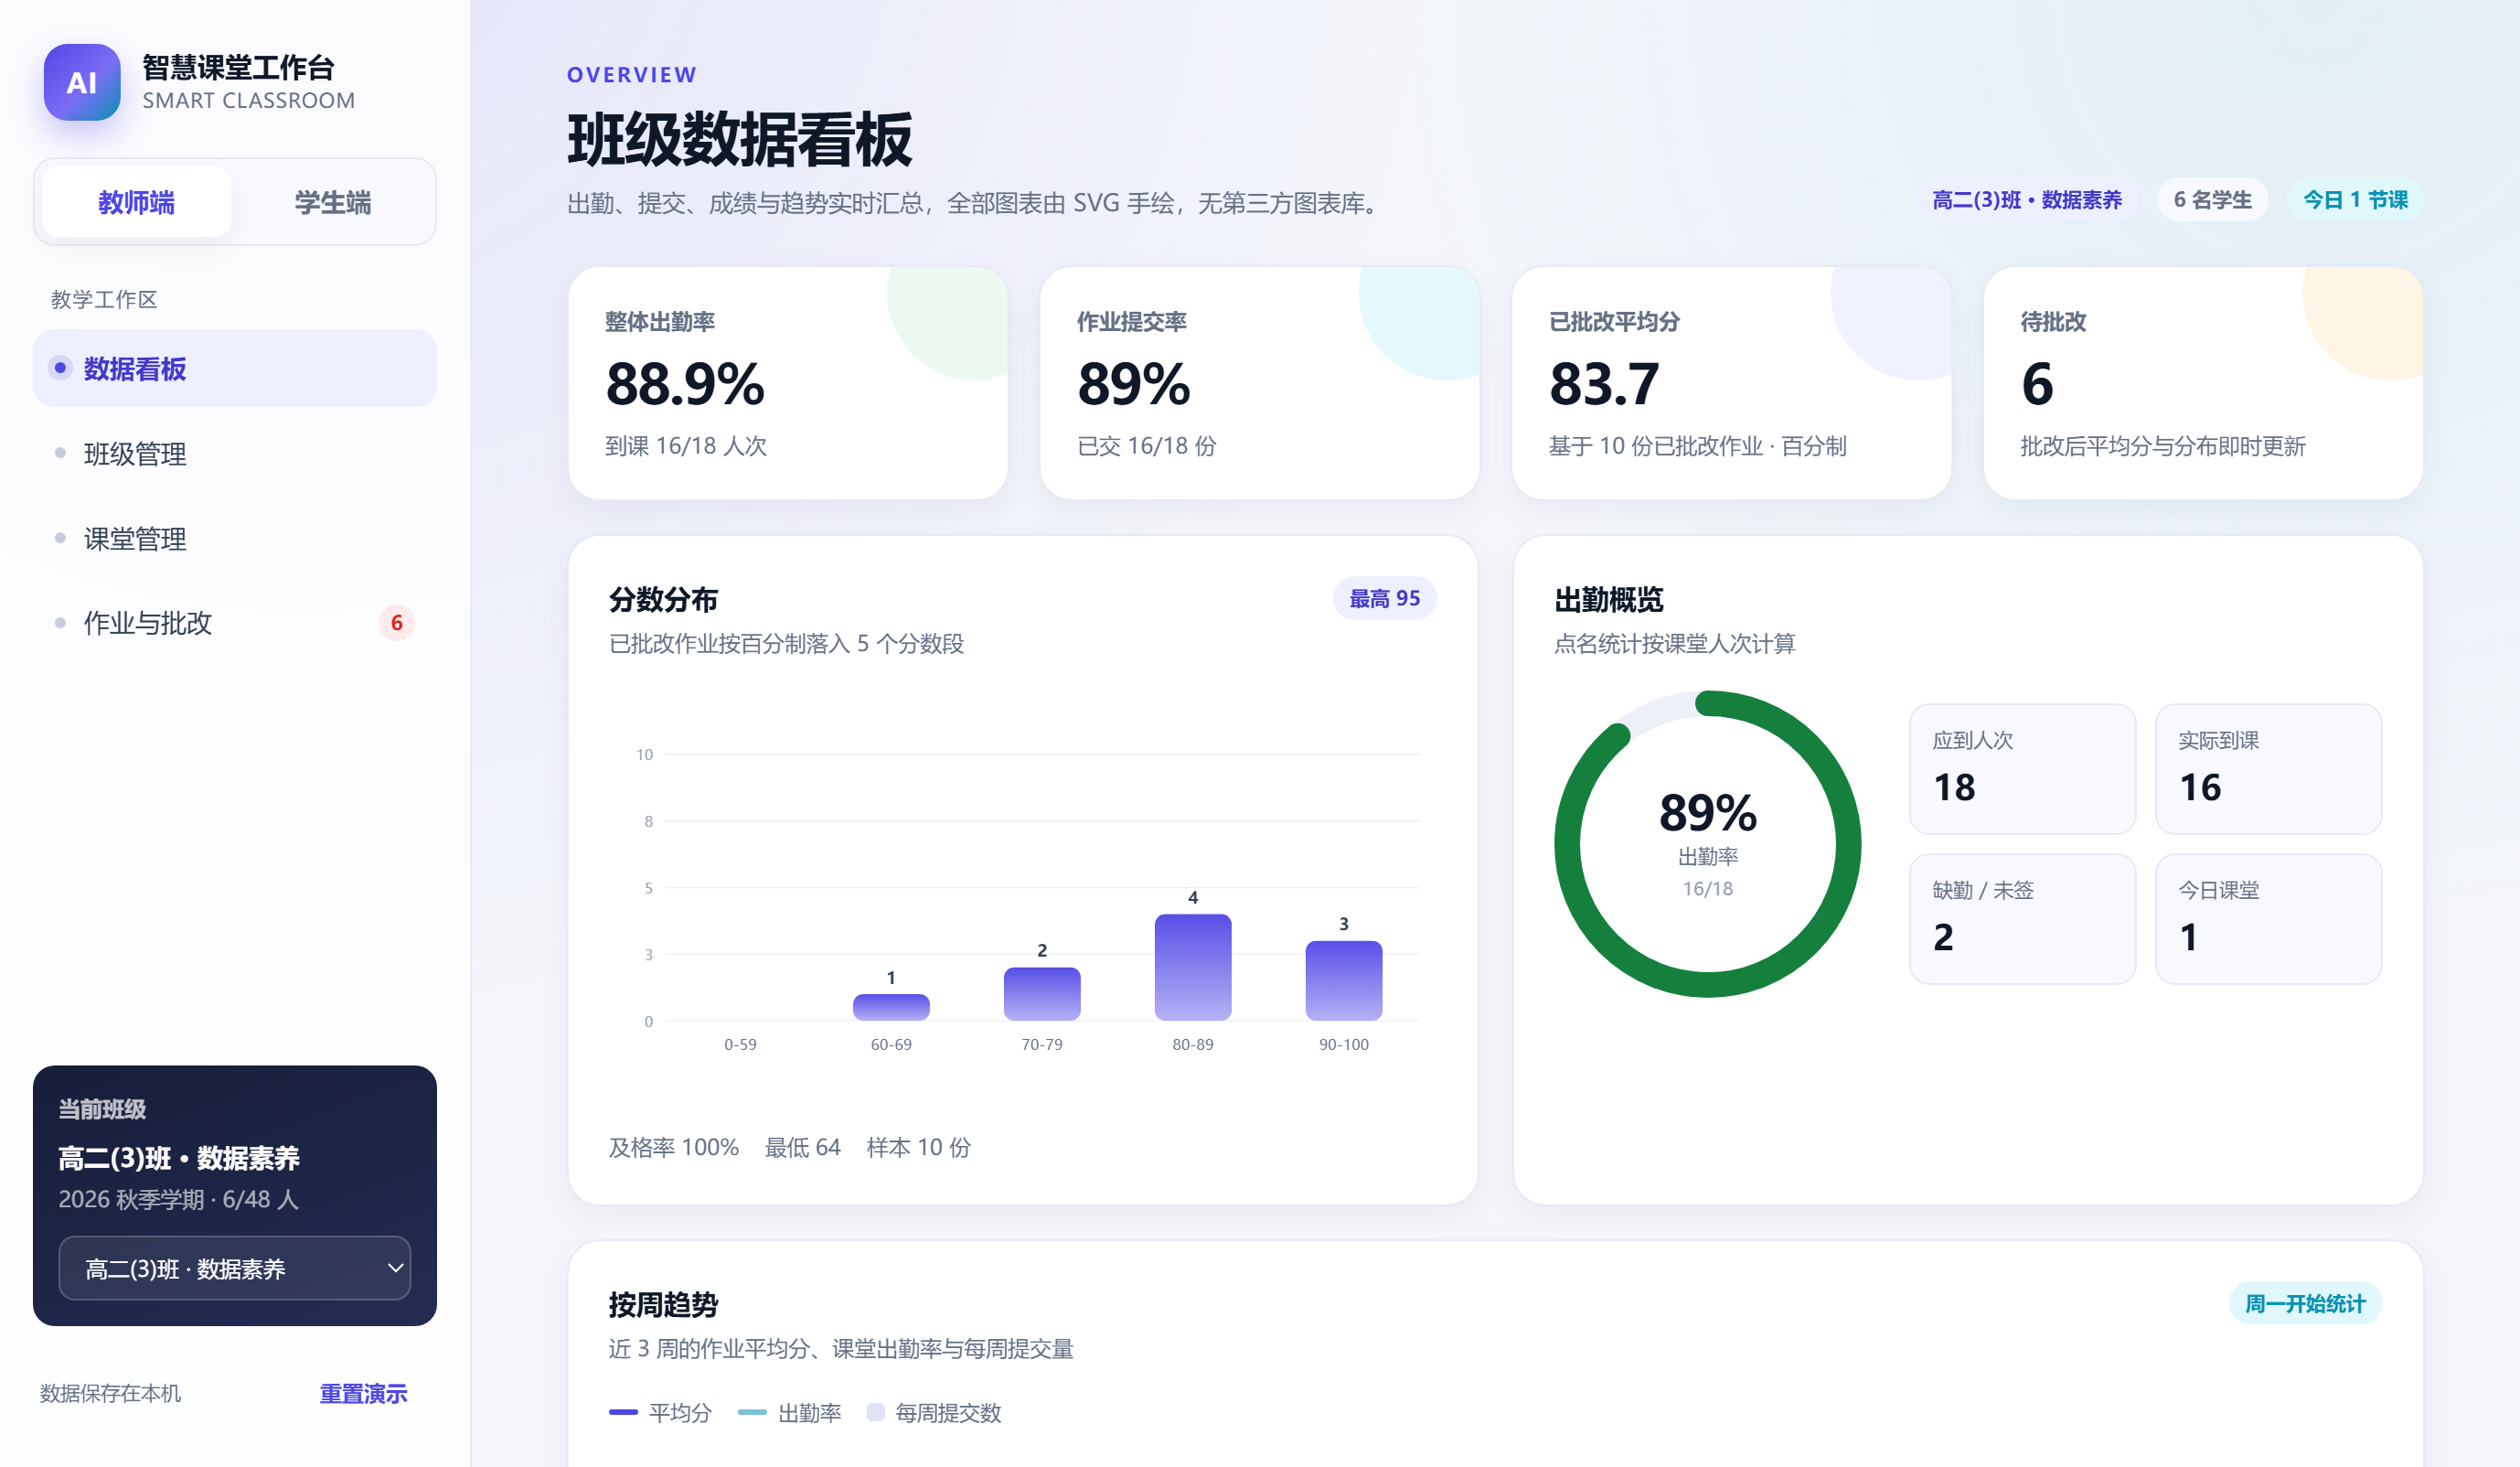 AI
智慧课堂工作台
SMART CLASSROOM
教师端
学生端
教学工作区
数据看板
班级管理
课堂管理
作业与批改
6
当前班级
高二(3)班 • 数据素养
2026 秋季学期 · 6/48 人
高二(3)班 · 数据素养
数据保存在本机
重置演示
OVERVIEW
班级数据看板
出勤、提交、成绩与趋势实时汇总，全部图表由 SVG 手绘，无第三方图表库。
高二(3)班 • 数据素养
6 名学生
今日 1 节课
整体出勤率
88.9%
到课 16/18 人次
作业提交率
89%
已交 16/18 份
已批改平均分
83.7
基于 10 份已批改作业 · 百分制
待批改
6
批改后平均分与分布即时更新
分数分布
最高 95
已批改作业按百分制落入 5 个分数段
10
8
5
3
0
1
2
4
3
0-59
60-69
70-79
80-89
90-100
及格率 100%
最低 64
样本 10 份
出勤概览
点名统计按课堂人次计算
89%
出勤率
16/18
应到人次
18
实际到课
16
缺勤 / 未签
2
今日课堂
1
按周趋势
周一开始统计
近 3 周的作业平均分、课堂出勤率与每周提交量
平均分
出勤率
每周提交数